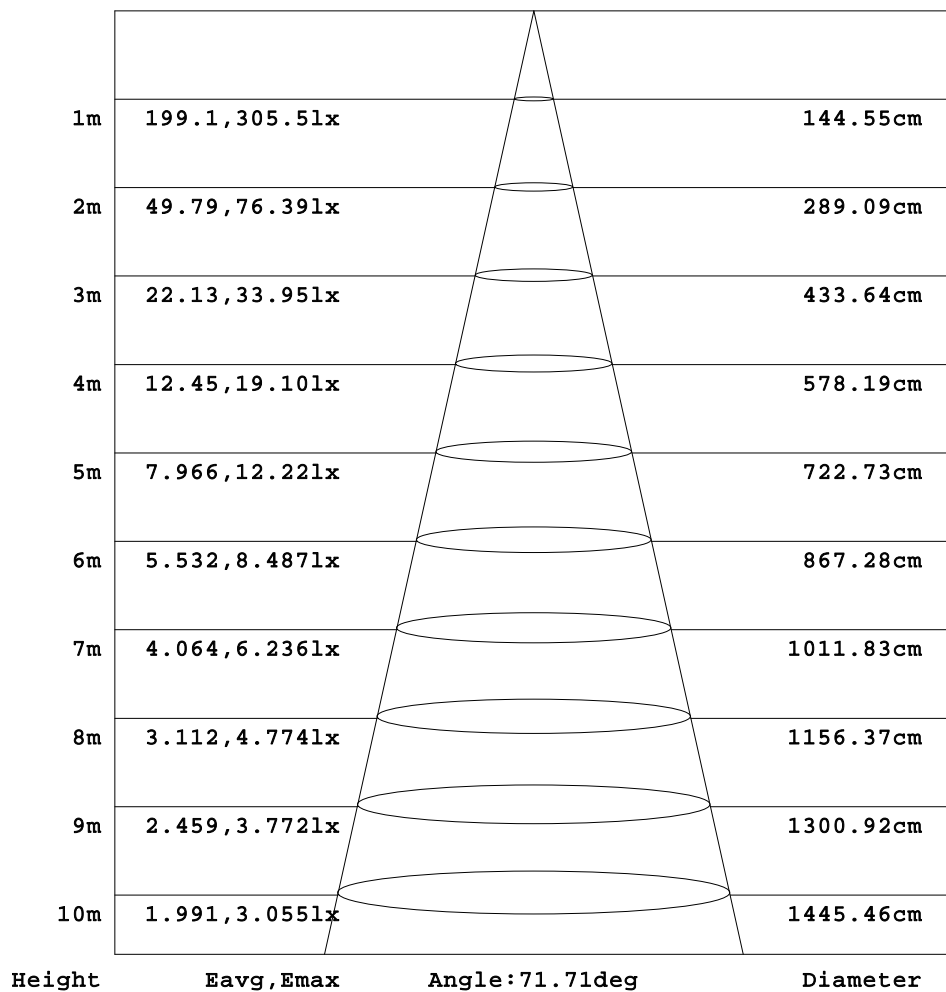 1m 199.1,305.5lx 144.55cm
2m 49.79,76.39lx 289.09cm
3m 22.13,33.95lx 433.64cm
4m 12.45,19.10lx 578.19cm
5m 7.966,12.22lx 722.73cm
6m 5.532,8.487lx 867.28cm
7m 4.064,6.236lx 1011.83cm
8m 3.112,4.774lx 1156.37cm
9m 2.459,3.772lx 1300.92cm
10m 1.991,3.055lx 1445.46cm
Height Eavg,Emax Angle:71.71deg Diameter